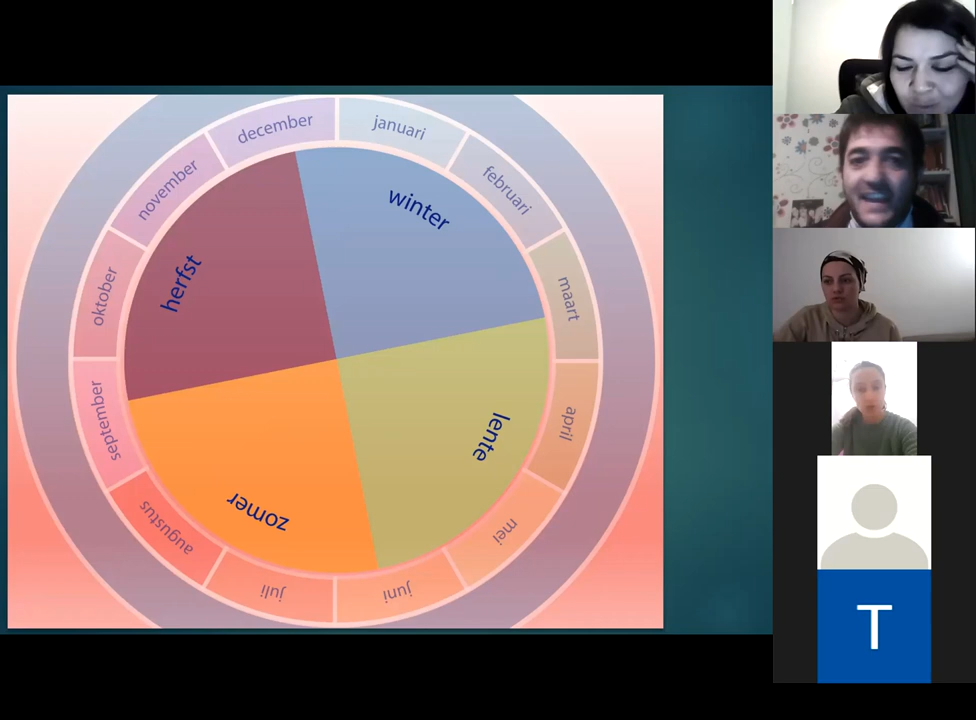 december
januari
februari
maart
april
mei
juni
juli
augustus
september
oktober
november
winter
lente
zomer
herfst
T